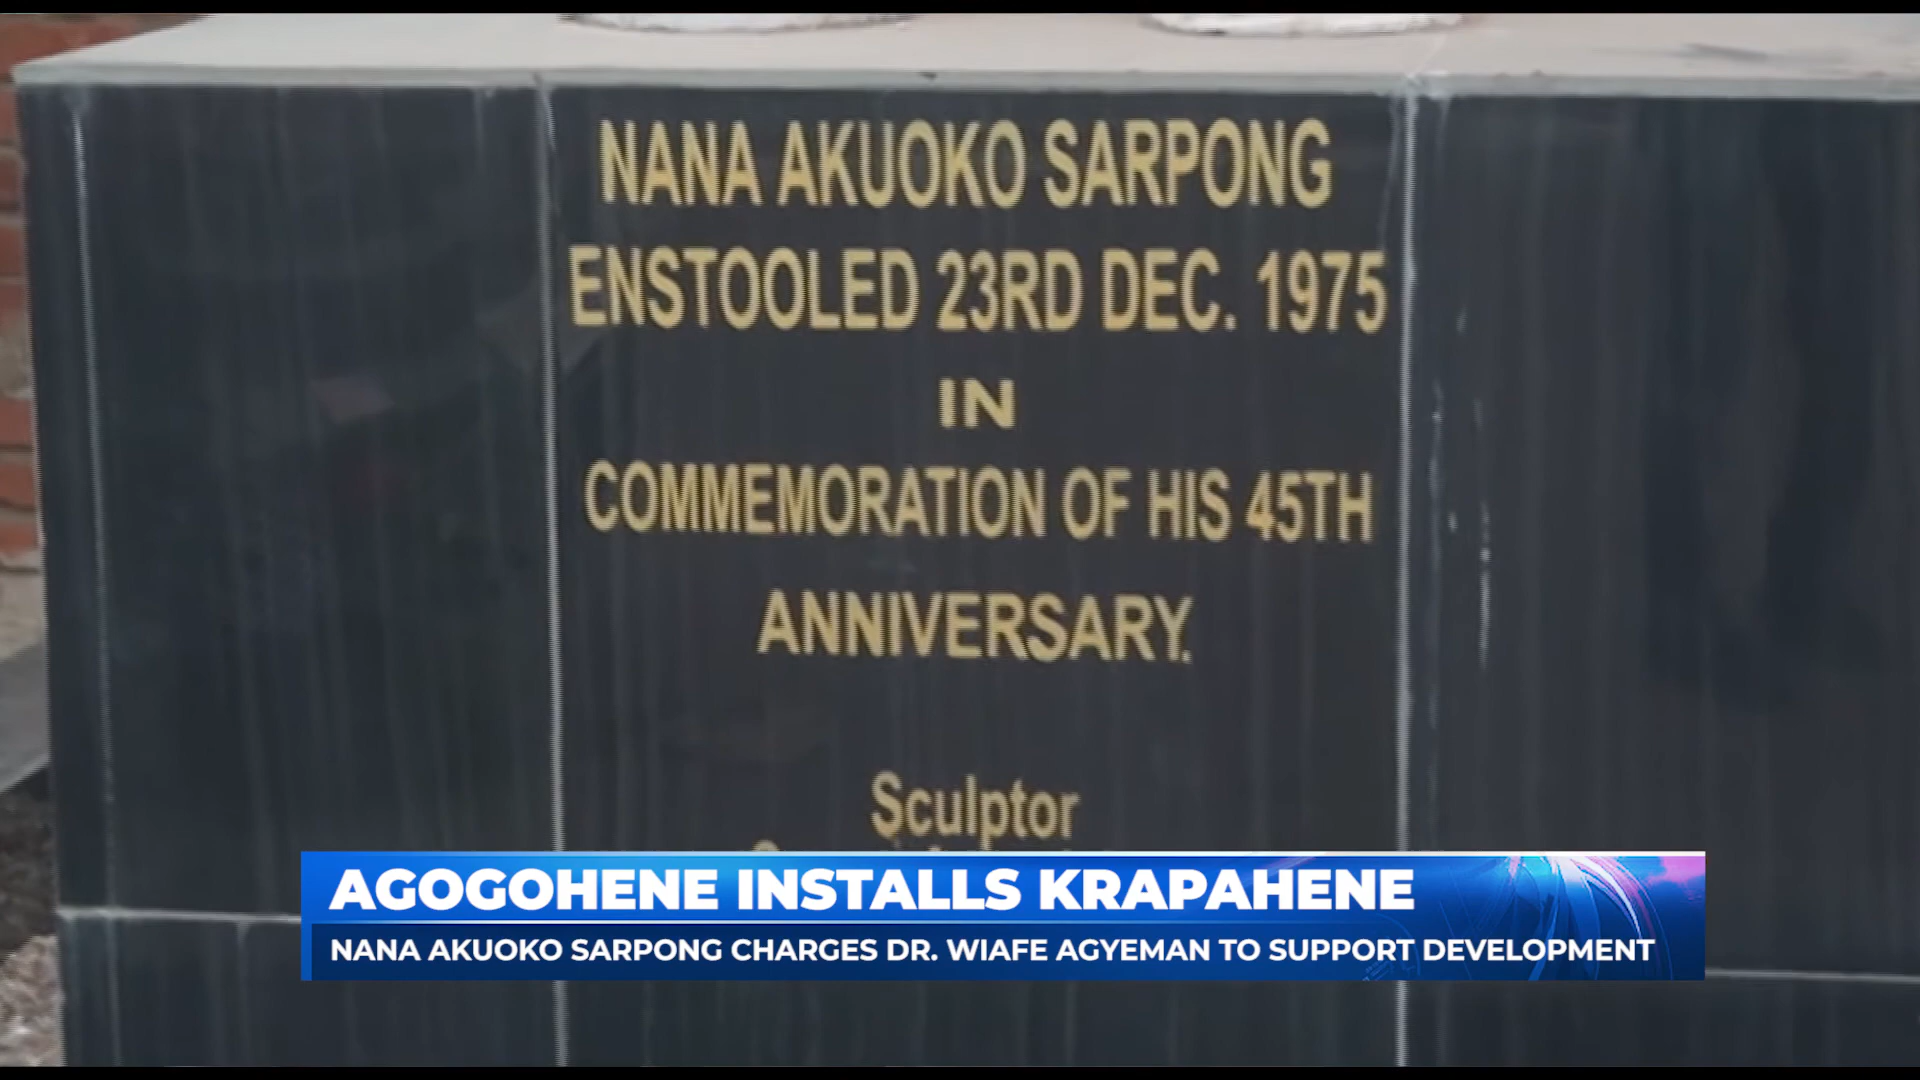 NANA AKUOKO SARPONG
ENSTOOLED 23RD DEC. 1975
IN
COMMEMORATION OF HIS 45TH
ANNIVERSARY.
Sculptor
AGOGOHENE INSTALLS KRAPAHENE
NANA AKUOKO SARPONG CHARGES DR. WIAFE AGYEMAN TO SUPPORT DEVELOPMENT